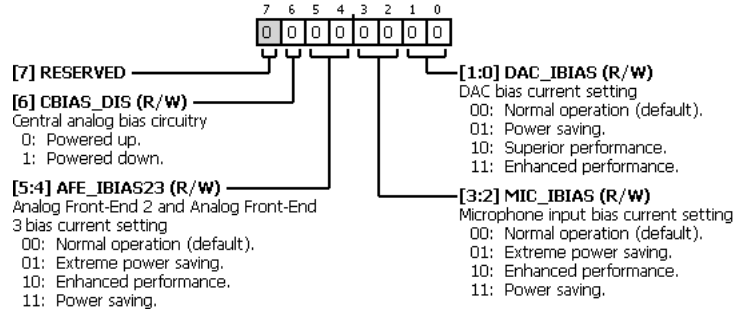 7 6 5 4 3 2 1 0
0 0 0 0 0 0 0 0
[7] RESERVED
[6] CBIAS_DIS (R/W)
Central analog bias circuitry
0: Powered up.
1: Powered down.
[5:4] AFE_IBIAS23 (R/W)
Analog Front-End 2 and Analog Front-End
3 bias current setting
00: Normal operation (default).
01: Extreme power saving.
10: Enhanced performance.
11: Power saving.
[1:0] DAC_IBIAS (R/W)
DAC bias current setting
00: Normal operation (default).
01: Power saving.
10: Superior performance.
11: Enhanced performance.
[3:2] MIC_IBIAS (R/W)
Microphone input bias current setting
00: Normal operation (default).
01: Extreme power saving.
10: Enhanced performance.
11: Power saving.